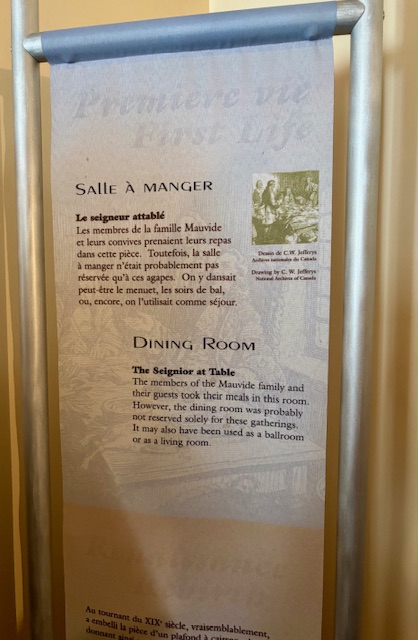 Première vie
First Life
SALLE À MANGER
Le seigneur attablé
Les membres de la famille Mauvide
et leurs convives prenaient leurs repas
dans cette pièce. Toutefois, la salle
à manger n'était probablement pas
réservée qu'à ces agapes. On y dansait
peut-être le menuet, les soirs de bal,
ou, encore, on l'utilisait comme séjour.
Dessin de C.W. Jefferys
Archives nationales du Canada
Drawing by C. W. Jefferys
National Archives of Canada
DINING ROOM
The Seignior at Table
The members of the Mauvide family and
their guests took their meals in this room.
However, the dining room was probably
not reserved solely for these gatherings.
It may also have been used as a ballroom
or as a living room.
Au tournant du XIXe siècle, vraisemblablement,
a embelli la pièce d'un plafond à